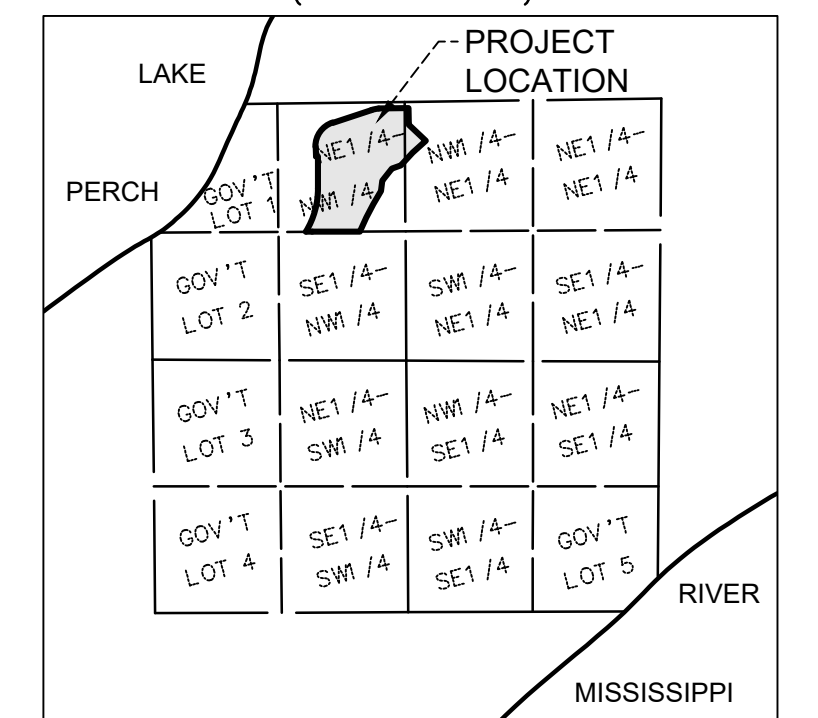 PROJECT
LOCATION
LAKE
PERCH
GOV'T
LOT 1
NE1/4-
NW1/4
NW1/4-
NE1/4
NE1/4-
NE1/4
GOV'T
LOT 2
SE1/4-
NW1/4
SW1/4-
NE1/4
SE1/4-
NE1/4
GOV'T
LOT 3
NE1/4-
SW1/4
NW1/4-
SE1/4
NE1/4-
SE1/4
GOV'T
LOT 4
SE1/4-
SW1/4
SW1/4-
SE1/4
GOV'T
LOT 5
RIVER
MISSISSIPPI